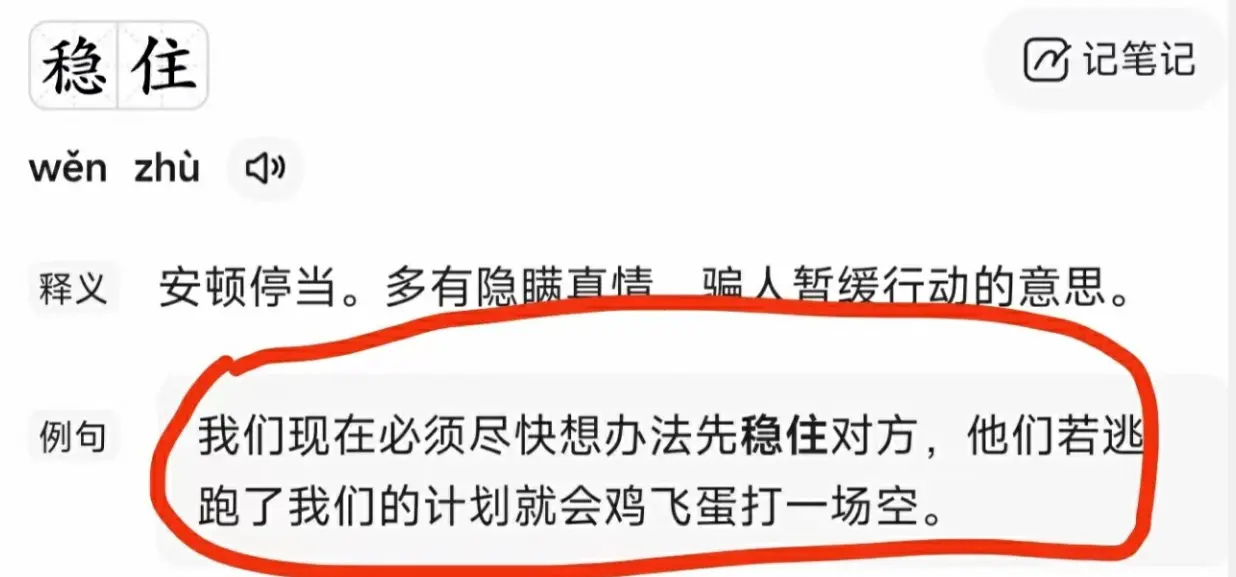 稳住
记笔记
wěn zhù
释义 安顿停当。多有隐瞒真情 骗人暂缓行动的意思。
例句 我们现在必须尽快想办法先稳住对方，他们若逃
跑了我们的计划就会鸡飞蛋打一场空。